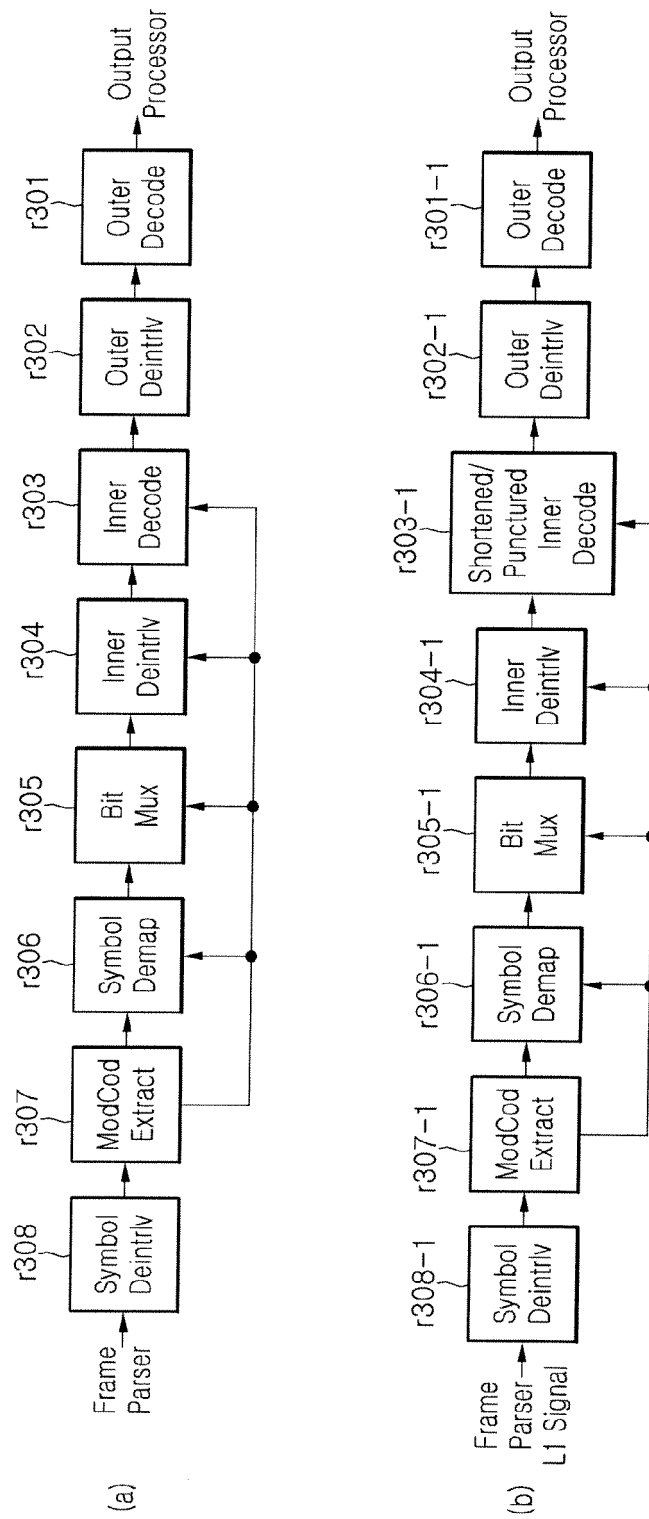 (a)
Frame
Parser
r308
Symbol
Deintrlv
r307
ModCod
Extract
r306
Symbol
Demap
r305
Bit
Mux
r304
Inner
Deintrlv
r303
Inner
Decode
r302
Outer
Deintrlv
r301
Outer
Decode
Output
Processor
(b)
Frame
Parser
L1 Signal
r308-1
Symbol
Deintrlv
r307-1
ModCod
Extract
r306-1
Symbol
Demap
r305-1
Bit
Mux
r304-1
Inner
Deintrlv
r303-1
Shortened/
Punctured
Inner
Decode
r302-1
Outer
Deintrlv
r301-1
Outer
Decode
Output
Processor